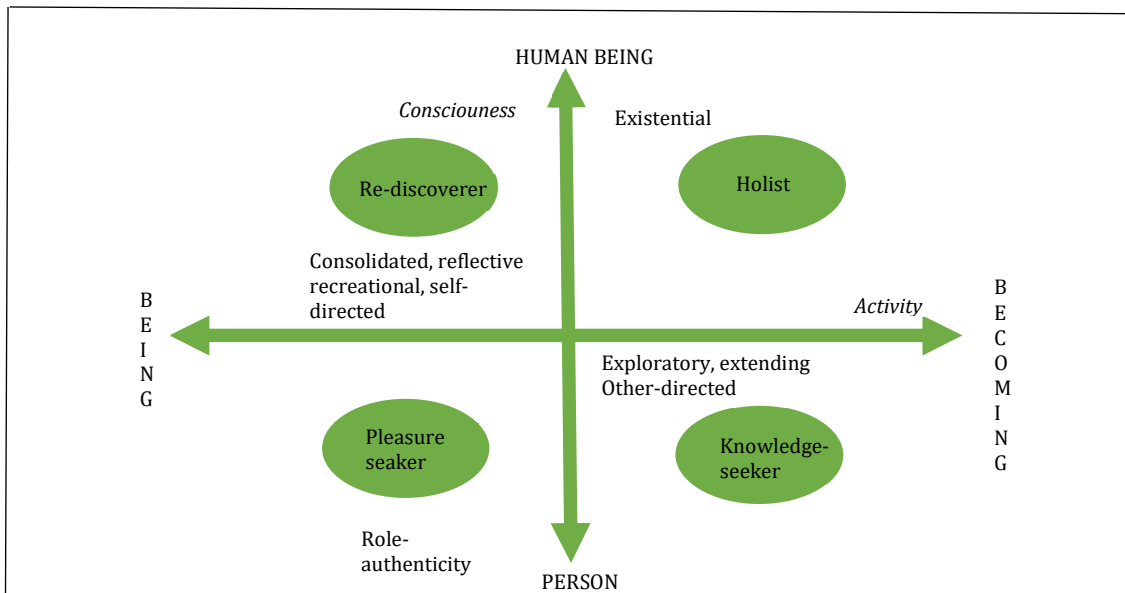 HUMAN BEING
Consciouness
Existential
Re-discoverer
Holist
Consolidated, reflective
recreational, self-
directed
B
E
I
N
G
Activity
B
E
C
O
M
I
N
G
Exploratory, extending
Other-directed
Pleasure
seaker
Knowledge-
seeker
Role-
authenticity
PERSON